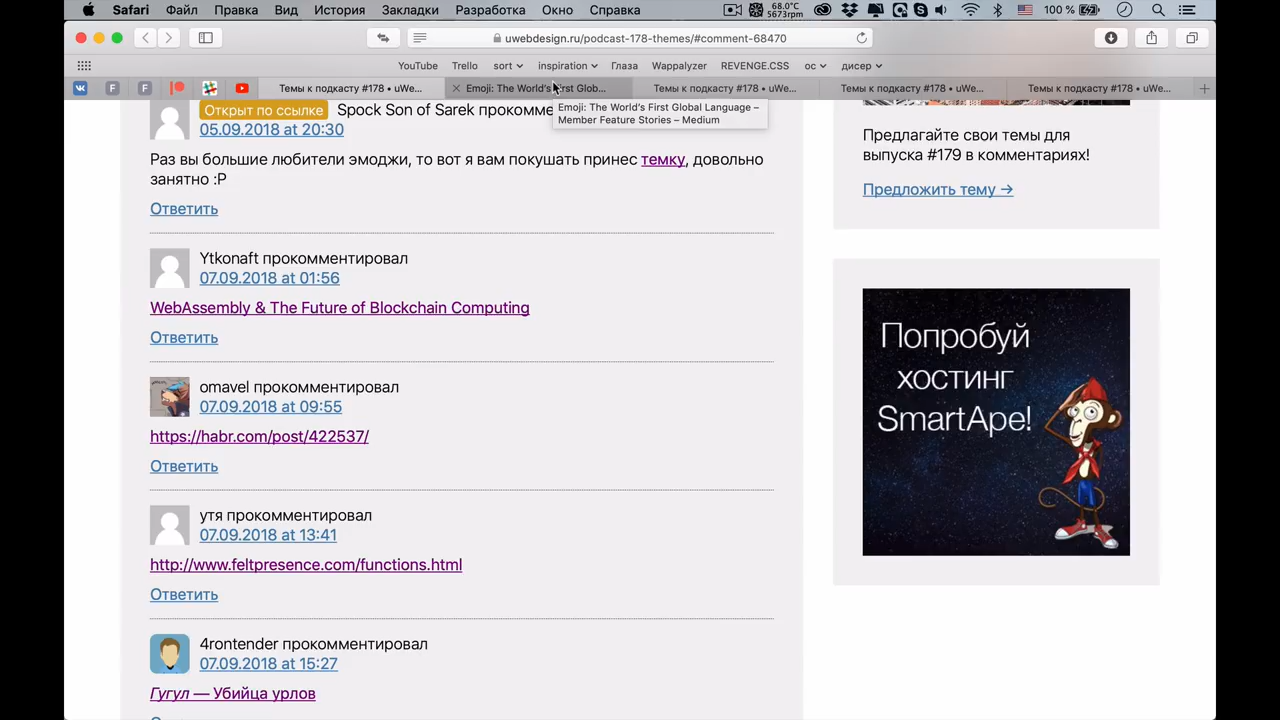 Safari Файл Правка Вид История Закладки Разработка Окно Справка 68.0°C 5673rpm 100 %
uwebdesign.ru/podcast-178-themes/#comment-68470
YouTube Trello sort inspiration Глаза Wappalyzer REVENGE.CSS ос дисер
Темы к подкасту #178 • uWe... Emoji: The World's First Glob... Темы к подкасту #178 • uWe... Темы к подкасту #178 • uWe... Темы к подкасту #178 • uWe...
Emoji: The World's First Global Language –
Member Feature Stories – Medium
Открыт по ссылке Spock Son of Sarek прокомме
05.09.2018 at 20:30
Раз вы большие любители эмоджи, то вот я вам покушать принес темку, довольно
занятно :P
Ответить
Ytkonaft прокомментировал
07.09.2018 at 01:56
WebAssembly & The Future of Blockchain Computing
Ответить
omavel прокомментировал
07.09.2018 at 09:55
https://habr.com/post/422537/
Ответить
утя прокомментировал
07.09.2018 at 13:41
http://www.feltpresence.com/functions.html
Ответить
4rontender прокомментировал
07.09.2018 at 15:27
Гугул — Убийца урлов
Предлагайте свои темы для
выпуска #179 в комментариях!
Предложить тему →
Попробуй
хостинг
SmartApe!